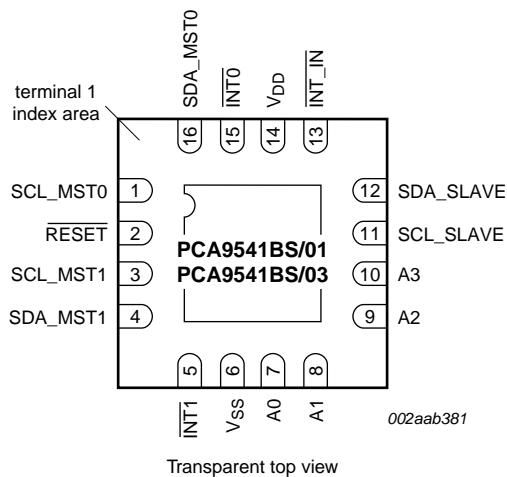 SDA_MST0
INT0
VDD
INT_IN
terminal 1
index area
16
15
14
13
SCL_MST0
1
12
SDA_SLAVE
RESET
2
11
SCL_SLAVE
PCA9541BS/01
PCA9541BS/03
SCL_MST1
3
10
A3
SDA_MST1
4
9
A2
5
6
7
8
INT1
VSS
A0
A1
002aab381
Transparent top view